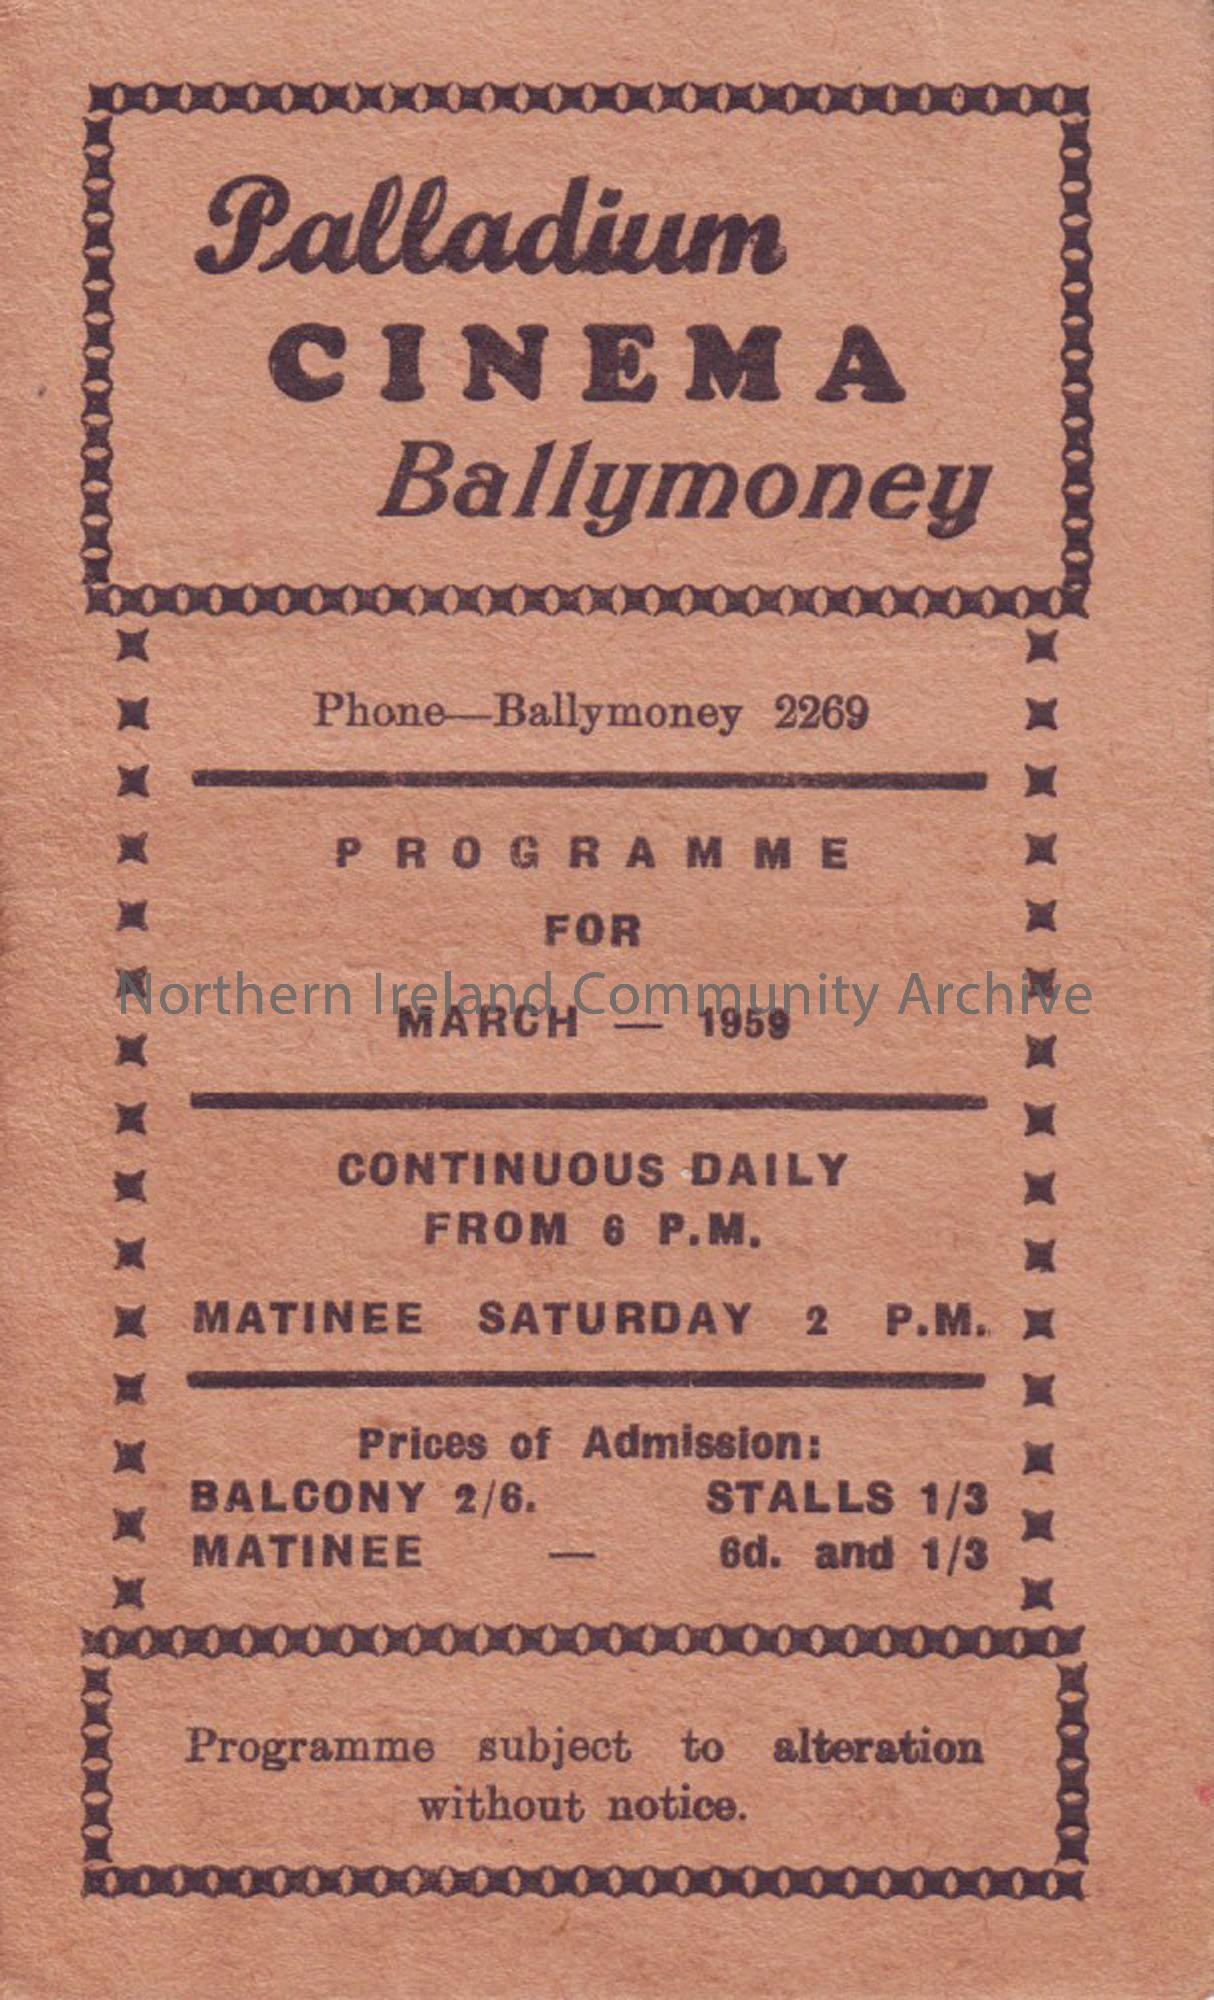 Palladium
CINEMA
Ballymoney
Phone—Ballymoney 2269
PROGRAMME
FOR
Northern Ireland Community Archive
MARCH — 1959
CONTINUOUS DAILY
FROM 6 P.M.
MATINEE SATURDAY 2 P.M.
Prices of Admission:
BALCONY 2/6. STALLS 1/3
MATINEE — 6d. and 1/3
Programme subject to alteration
without notice.